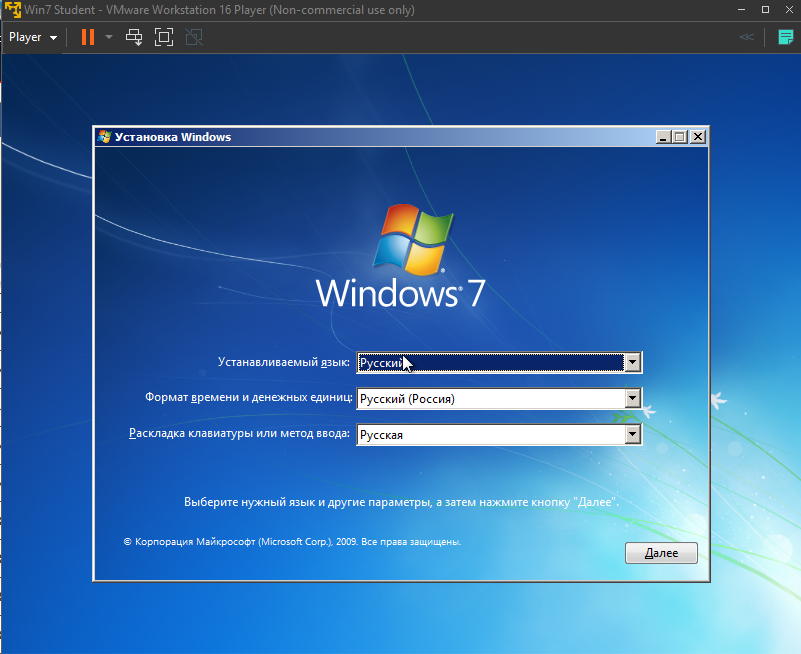 Win7 Student - VMware Workstation 16 Player (Non-commercial use only)
Player
Установка Windows
Windows 7
Устанавливаемый язык: Русский
Формат времени и денежных единиц: Русский (Россия)
Раскладка клавиатуры или метод ввода: Русская
Выберите нужный язык и другие параметры, а затем нажмите кнопку "Далее".
© Корпорация Майкрософт (Microsoft Corp.), 2009. Все права защищены.
Далее